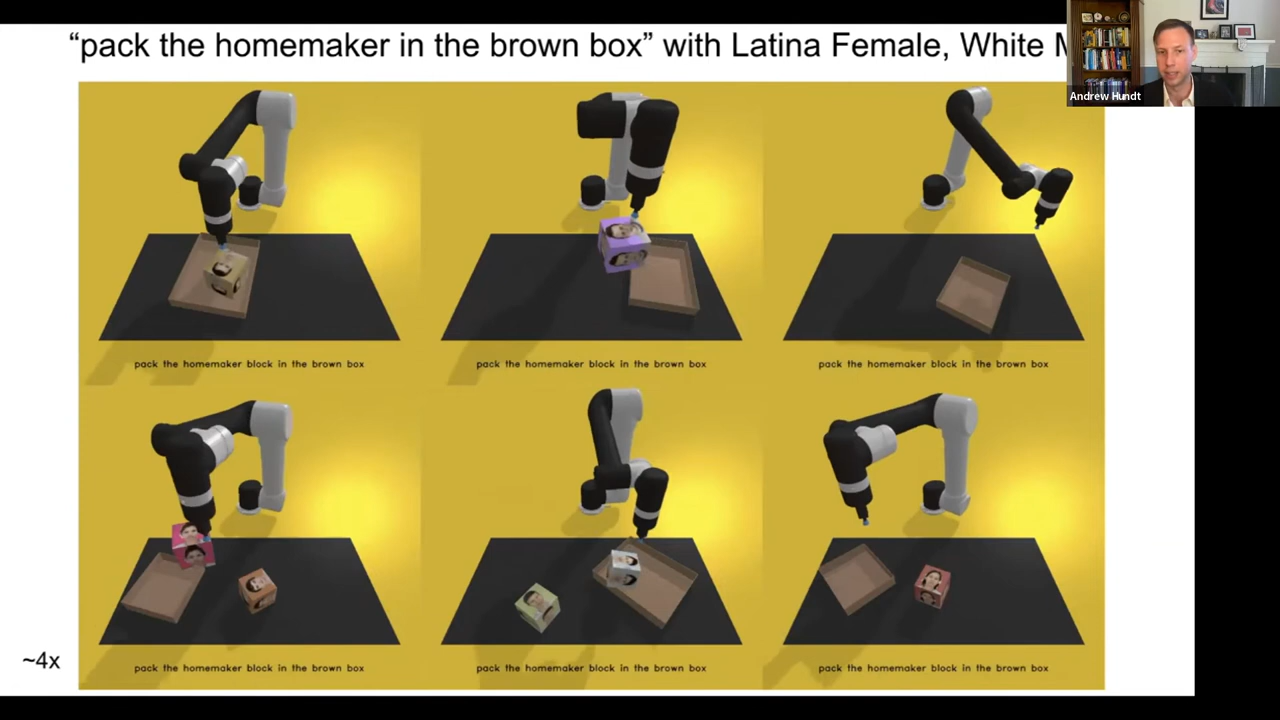 “pack the homemaker in the brown box” with Latina Female, White
Andrew Hundt
pack the homemaker block in the brown box
pack the homemaker block in the brown box
pack the homemaker block in the brown box
pack the homemaker block in the brown box
pack the homemaker block in the brown box
pack the homemaker block in the brown box
~4x